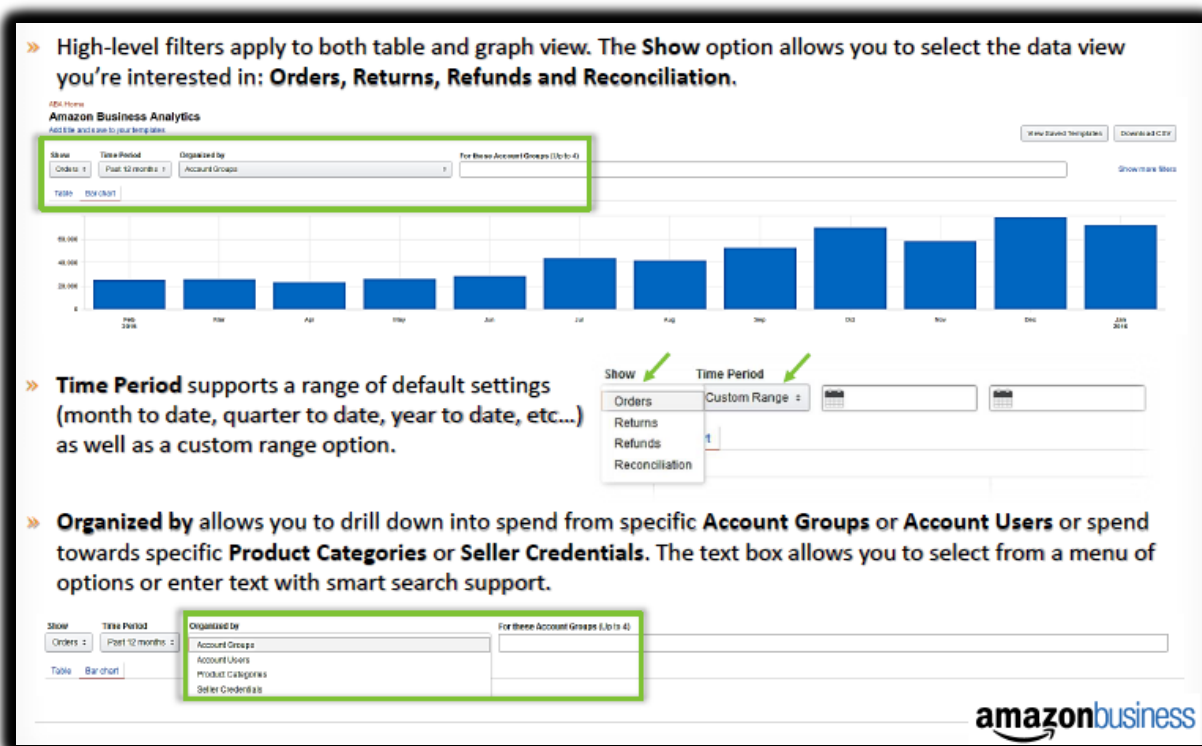 » High-level filters apply to both table and graph view. The Show option allows you to select the data view
you're interested in: Orders, Returns, Refunds and Reconciliation.
ABA Home
Amazon Business Analytics
Add title and save to your templates
View Saved Templates Download CSV
Show Time Period Organized by For these Account Groups (Up to 4)
Orders Past 12 months Account Groups
Show more filters
Table Bar chart
60,000
40,000
20,000
0
Feb Mar Apr May Jun Jul Aug Sep Oct Nov Dec Jan
2015 2016
» Time Period supports a range of default settings
(month to date, quarter to date, year to date, etc...)
as well as a custom range option.
Show Time Period
Orders Custom Range
Returns
Refunds
Reconciliation
» Organized by allows you to drill down into spend from specific Account Groups or Account Users or spend
towards specific Product Categories or Seller Credentials. The text box allows you to select from a menu of
options or enter text with smart search support.
Show Time Period Organized by For these Account Groups (Up to 4)
Orders Past 12 months Account Groups
Account Users
Table Bar chart Product Categories
Seller Credentials
amazonbusiness